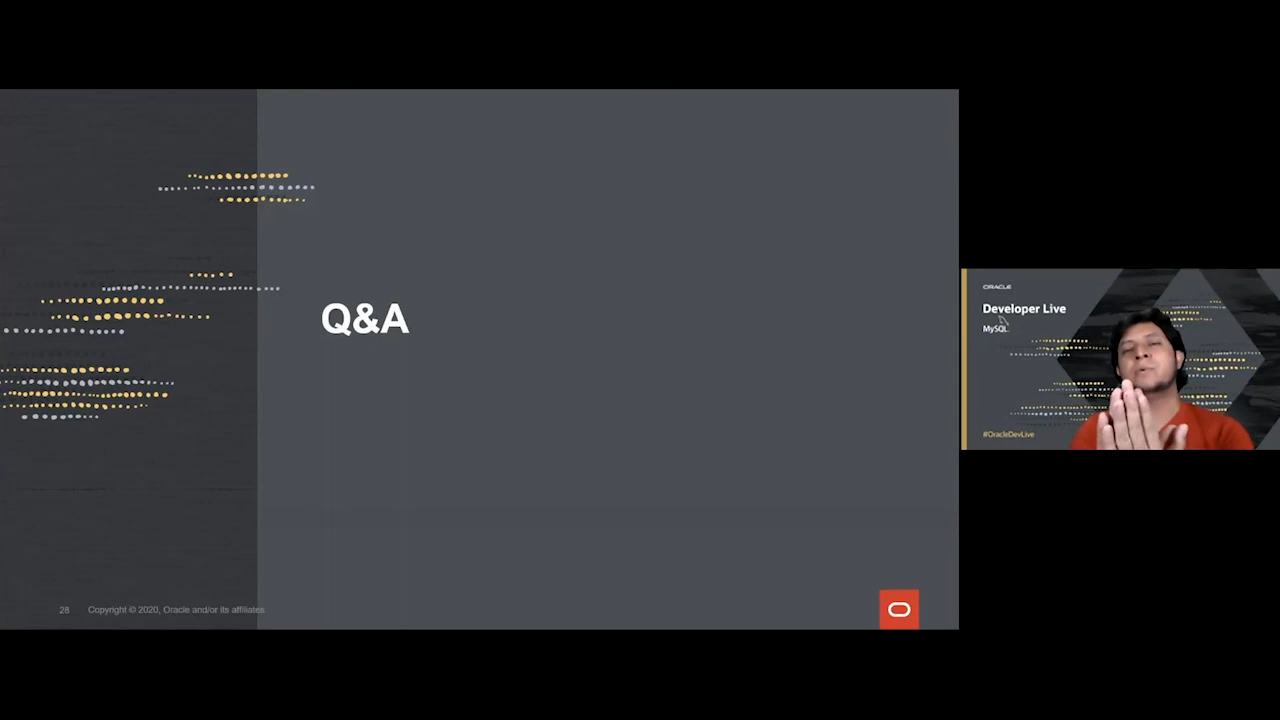 Q&A
28 Copyright © 2020, Oracle and/or its affiliates
ORACLE
Developer Live
MySQL
#OracleDevLive